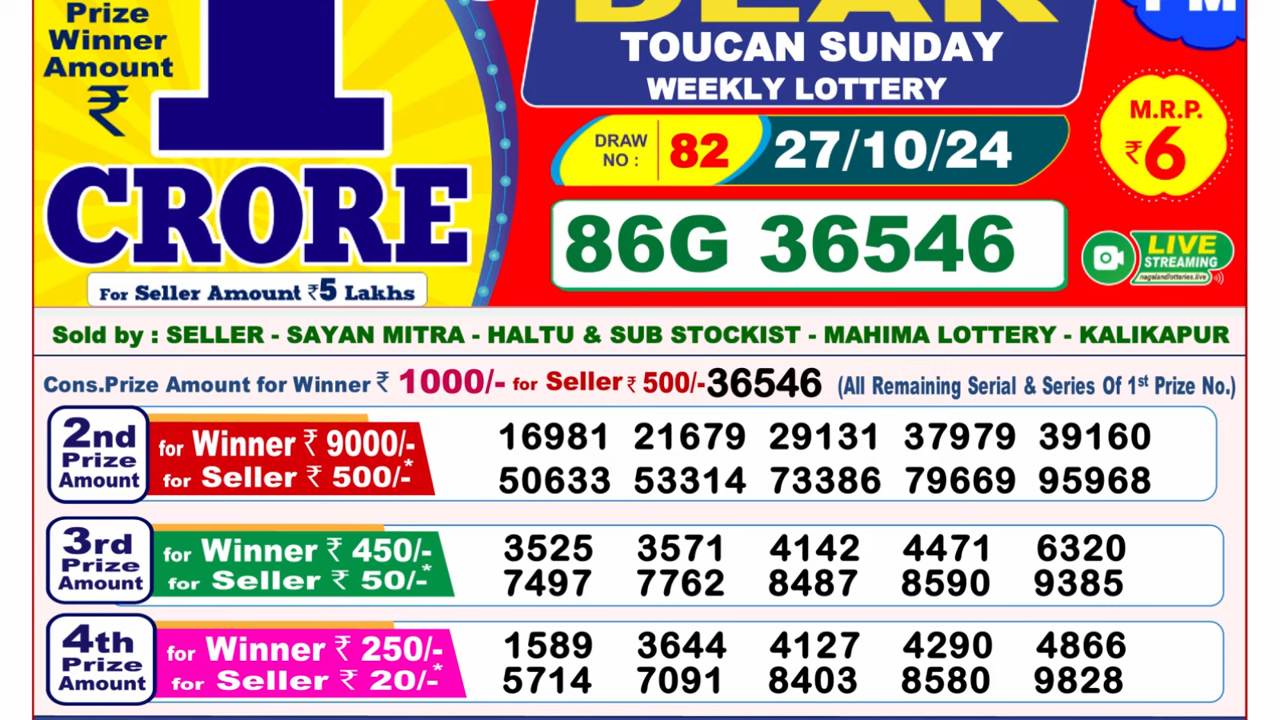 Prize
Winner
Amount
₹
1
CRORE
For Seller Amount ₹5 Lakhs
DEAR
TOUCAN SUNDAY
WEEKLY LOTTERY
DRAW NO : 82 27/10/24
86G 36546
PM
M.R.P.
₹6
LIVE
STREAMING
nagalandlotteries.live
Sold by : SELLER - SAYAN MITRA - HALTU & SUB STOCKIST - MAHIMA LOTTERY - KALIKAPUR
Cons.Prize Amount for Winner ₹ 1000/- for Seller ₹ 500/- 36546 (All Remaining Serial & Series Of 1st Prize No.)
2nd
Prize
Amount
for Winner ₹ 9000/-
for Seller ₹ 500/-*
16981 21679 29131 37979 39160
50633 53314 73386 79669 95968
3rd
Prize
Amount
for Winner ₹ 450/-
for Seller ₹ 50/-*
3525 3571 4142 4471 6320
7497 7762 8487 8590 9385
4th
Prize
Amount
for Winner ₹ 250/-
for Seller ₹ 20/-*
1589 3644 4127 4290 4866
5714 7091 8403 8580 9828